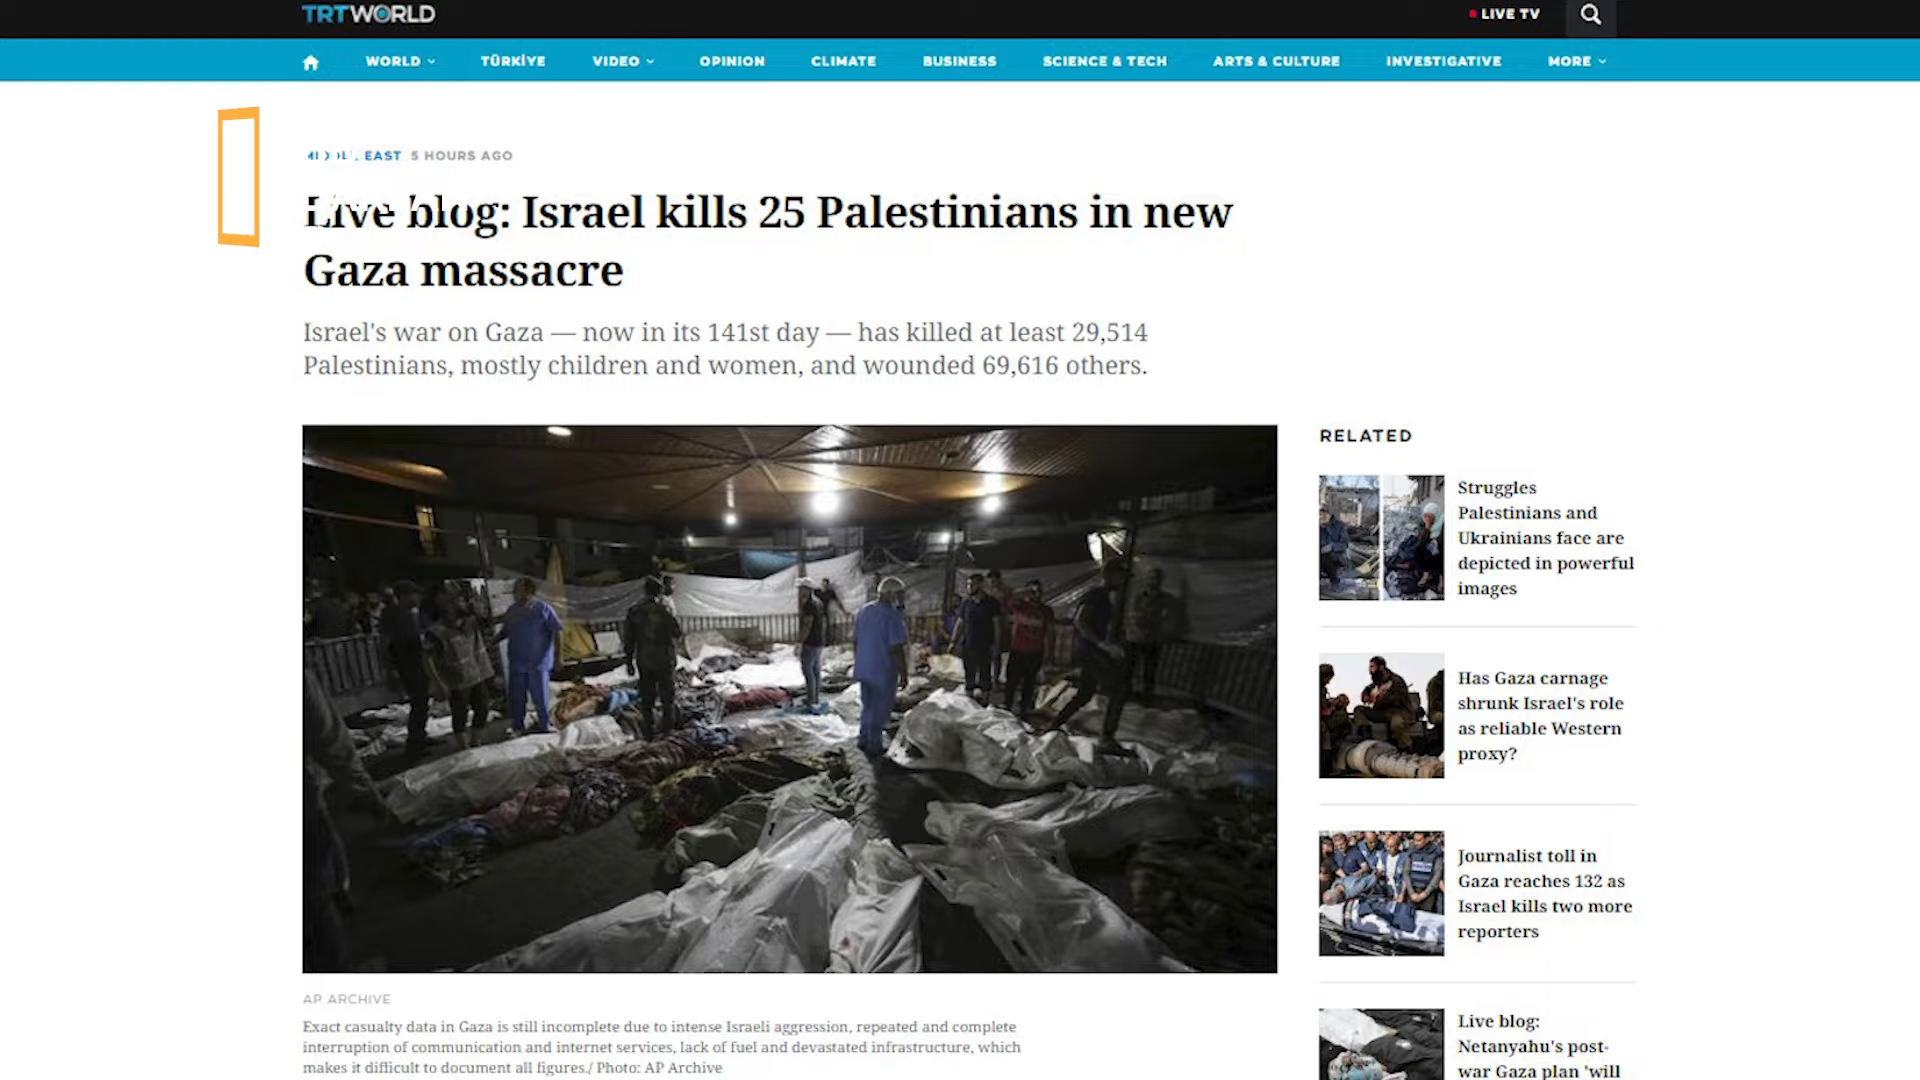 TRTWORLD
LIVE TV
WORLD TÜRKİYE VIDEO OPINION CLIMATE BUSINESS SCIENCE & TECH ARTS & CULTURE INVESTIGATIVE MORE
EAST 5 HOURS AGO
Live blog: Israel kills 25 Palestinians in new
Gaza massacre
Israel's war on Gaza — now in its 141st day — has killed at least 29,514
Palestinians, mostly children and women, and wounded 69,616 others.
AP ARCHIVE
Exact casualty data in Gaza is still incomplete due to intense Israeli aggression, repeated and complete
interruption of communication and internet services, lack of fuel and devastated infrastructure, which
makes it difficult to document all figures./ Photo: AP Archive
RELATED
Struggles
Palestinians and
Ukrainians face are
depicted in powerful
images
Has Gaza carnage
shrunk Israel's role
as reliable Western
proxy?
Journalist toll in
Gaza reaches 132 as
Israel kills two more
reporters
Live blog:
Netanyahu's post-
war Gaza plan 'will